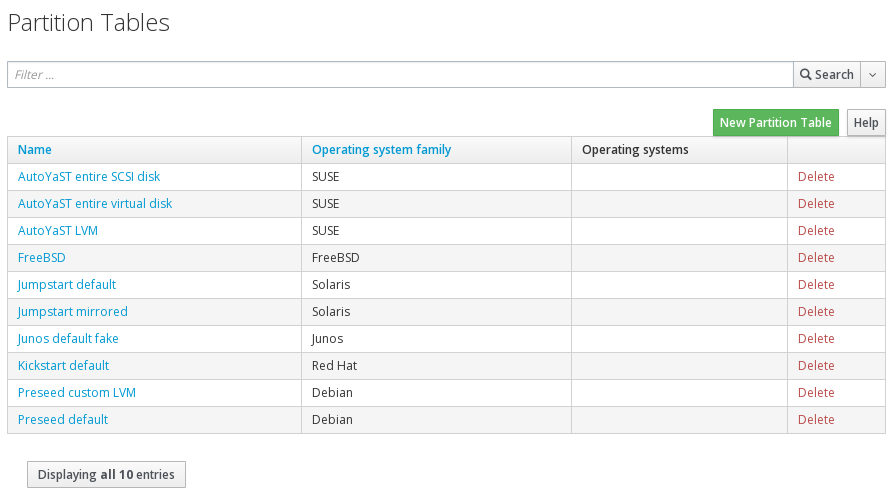 Partition Tables
Filter ...
Search
New Partition Table Help
Name Operating system family Operating systems
AutoYaST entire SCSI disk SUSE Delete
AutoYaST entire virtual disk SUSE Delete
AutoYaST LVM SUSE Delete
FreeBSD FreeBSD Delete
Jumpstart default Solaris Delete
Jumpstart mirrored Solaris Delete
Junos default fake Junos Delete
Kickstart default Red Hat Delete
Preseed custom LVM Debian Delete
Preseed default Debian Delete
Displaying all 10 entries